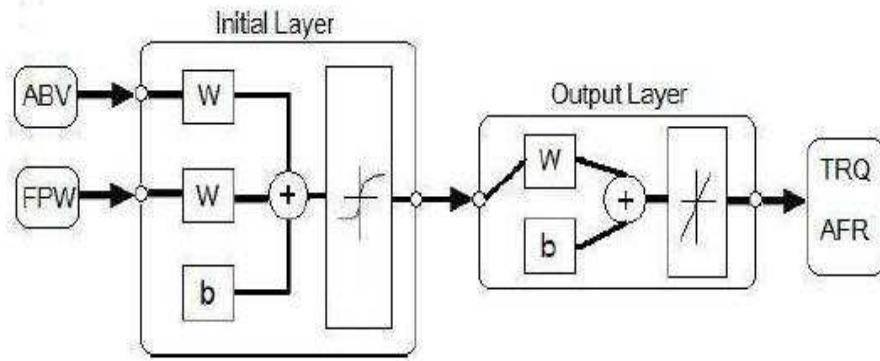 Initial Layer
ABV
W
FPW
W
+
b
Output Layer
W
+
b
TRQ
AFR